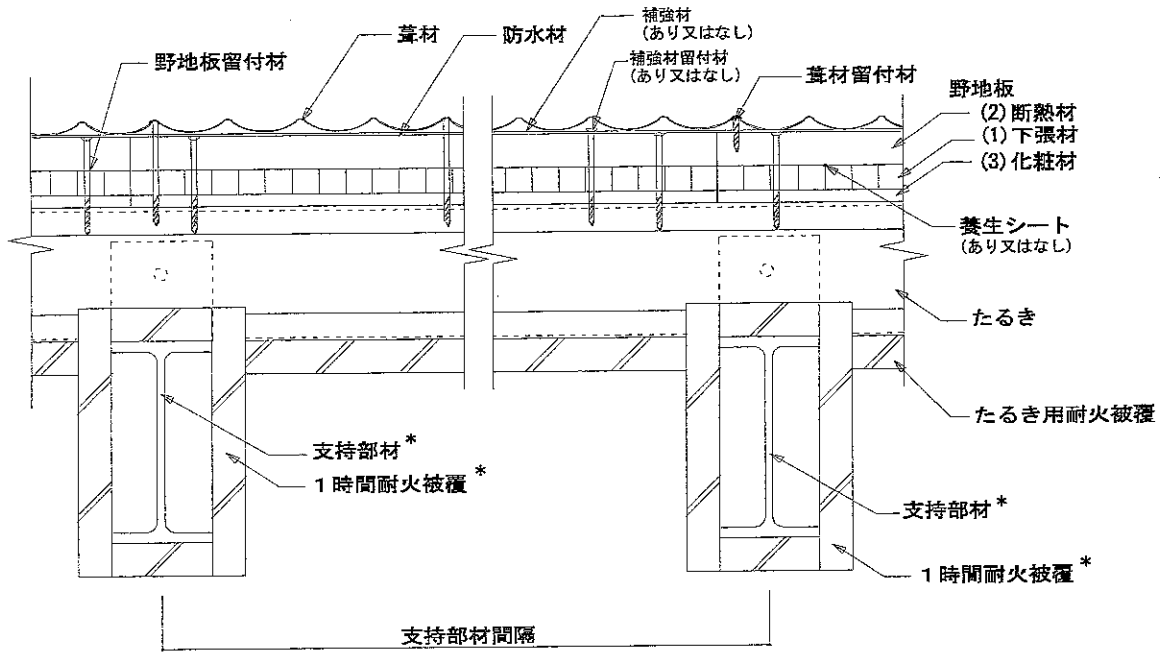 補強材
(あり又はなし)
葺材
防水材
野地板留付材
補強材留付材
(あり又はなし)
葺材留付材
野地板
(2) 断熱材
(1) 下張材
(3) 化粧材
養生シート
(あり又はなし)
たるき
たるき用耐火被覆
支持部材*
1時間耐火被覆*
支持部材*
1時間耐火被覆*
支持部材間隔